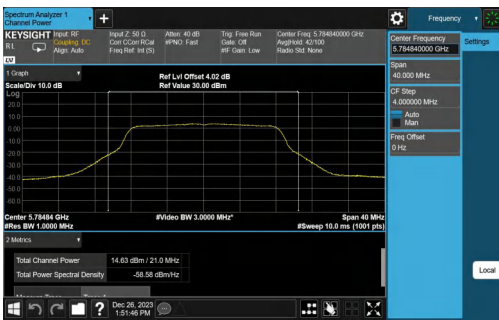 Spectrum Analyzer 1
Channel Power
+
Frequency
KEYSIGHT Input: RF Input Z: 50 Ω Atten: 40 dB Trig: Free Run Center Freq: 5.784840000 GHz
RL Coupling: DC Corr CCorr RCal #PNO: Fast Gate: Off Avg|Hold: 42/100
Align: Auto Freq Ref: Int (S) #IF Gain: Low Radio Std: None
Center Frequency
5.784840000 GHz
Settings
Span
40.000 MHz
CF Step
4.000000 MHz
Auto
Man
Freq Offset
0 Hz
1 Graph
Scale/Div 10.0 dB
Ref Lvl Offset 4.02 dB
Ref Value 30.00 dBm
Log
20.0
10.0
0.00
-10.0
-20.0
-30.0
-40.0
-50.0
-60.0
Center 5.78484 GHz #Video BW 3.0000 MHz* Span 40 MHz
#Res BW 1.0000 MHz #Sweep 10.0 ms (1001 pts)
2 Metrics
Total Channel Power 14.63 dBm / 21.0 MHz
Total Power Spectral Density -58.58 dBm/Hz
Local
?
Dec 26, 2023
1:51:46 PM